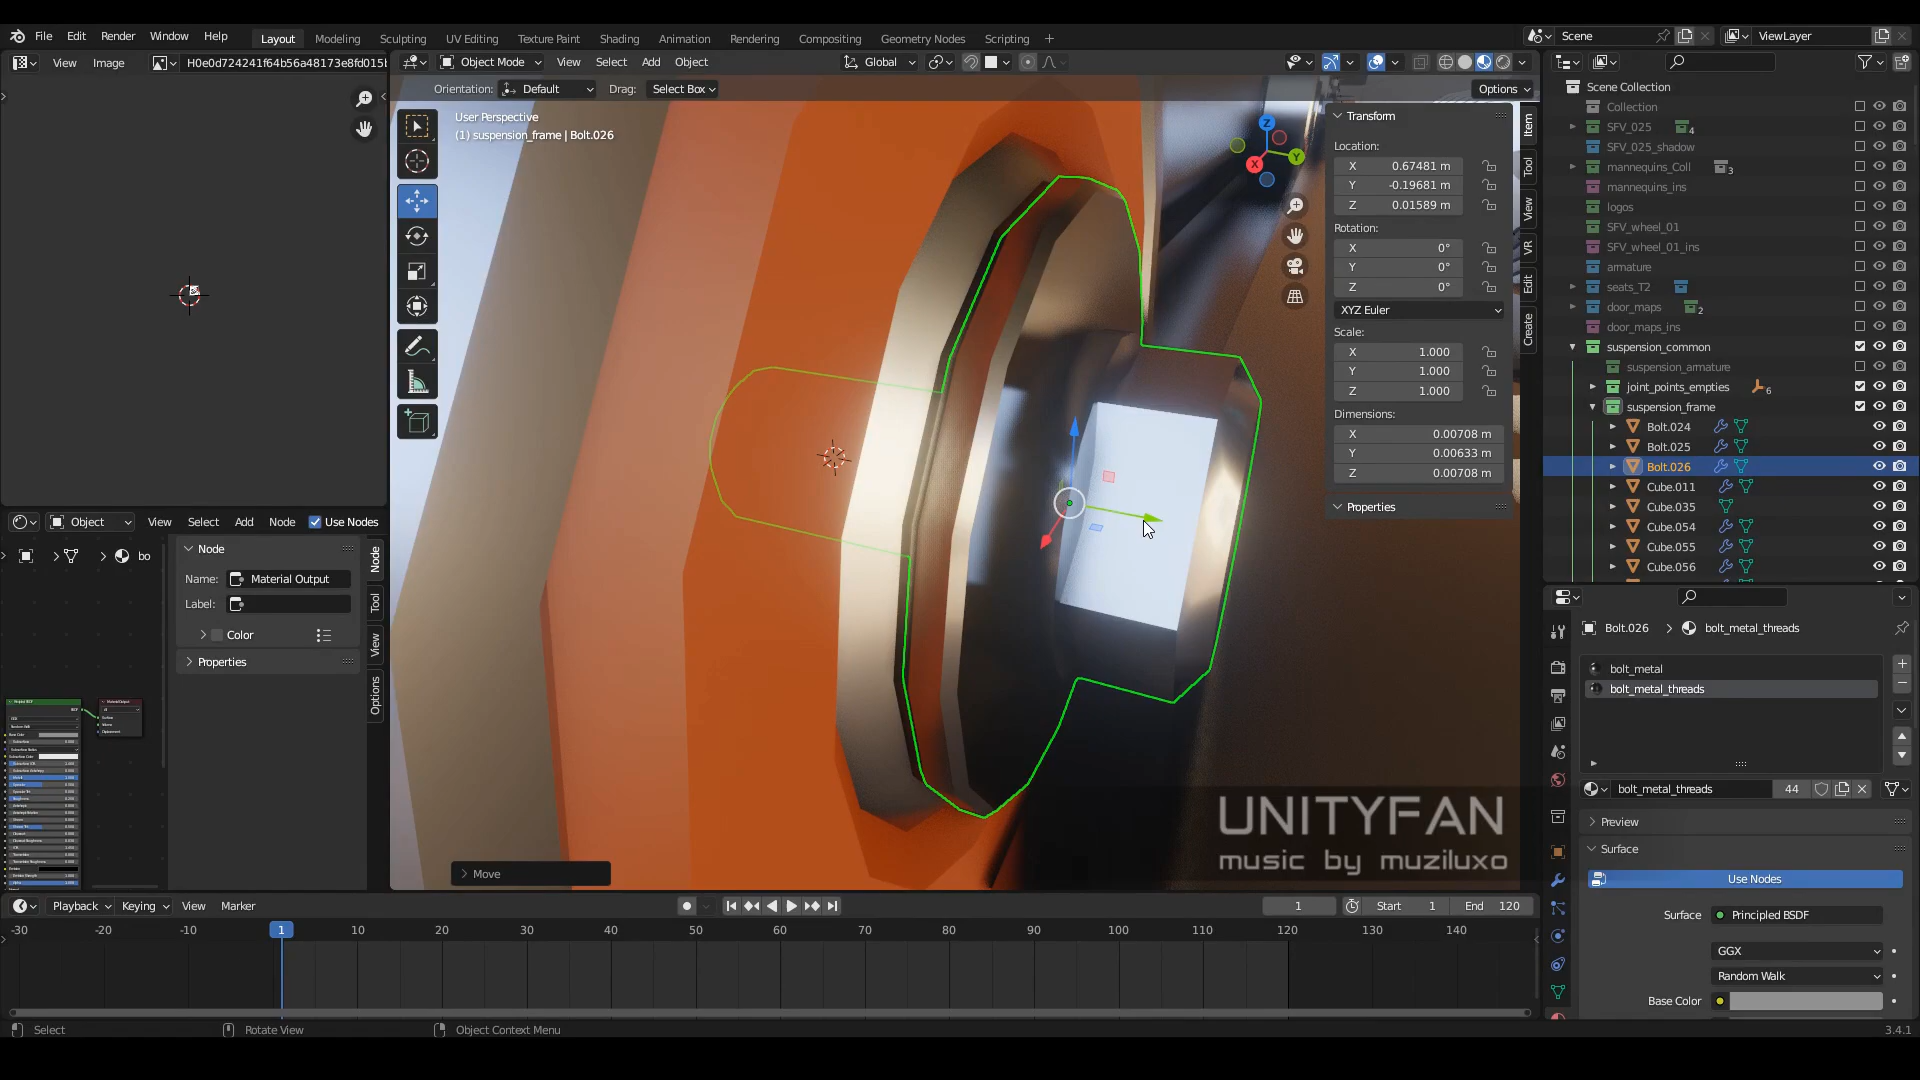 File Edit Render Window Help Layout Modeling Sculpting UV Editing Texture Paint Shading Animation Rendering Compositing Geometry Nodes Scripting + Scene ViewLayer
View Image H0e0d724241f64b56a48173e8fd015b
Object Mode View Select Add Object Global
Orientation: Default Drag: Select Box Options
User Perspective
(1) suspension_frame | Bolt.026
Z
Y
X
Transform
Location:
X 0.67481 m
Y -0.19681 m
Z 0.01589 m
Rotation:
X 0°
Y 0°
Z 0°
XYZ Euler
Scale:
X 1.000
Y 1.000
Z 1.000
Dimensions:
X 0.00708 m
Y 0.00633 m
Z 0.00708 m
Properties
Item
Tool
View
VR
Edit
Create
Scene Collection
Collection
SFV_025 4
SFV_025_shadow
mannequins_Coll 3
mannequins_ins
logos
SFV_wheel_01
SFV_wheel_01_ins
armature
seats_T2
door_maps 2
door_maps_ins
suspension_common
suspension_armature
joint_points_empties 6
suspension_frame
Bolt.024
Bolt.025
Bolt.026
Cube.011
Cube.035
Cube.054
Cube.055
Cube.056
Object View Select Add Node Use Nodes
bo
Node
Name: Material Output
Label:
Color
Properties
Node
Tool
View
Options
Move
UNITYFAN
music by muziluxo
Bolt.026 > bolt_metal_threads
bolt_metal
bolt_metal_threads
bolt_metal_threads 44
Preview
Surface
Use Nodes
Surface Principled BSDF
GGX
Random Walk
Base Color
Playback Keying View Marker 1 Start 1 End 120
-30 -20 -10 1 10 20 30 40 50 60 70 80 90 100 110 120 130 140
Select Rotate View Object Context Menu 3.4.1